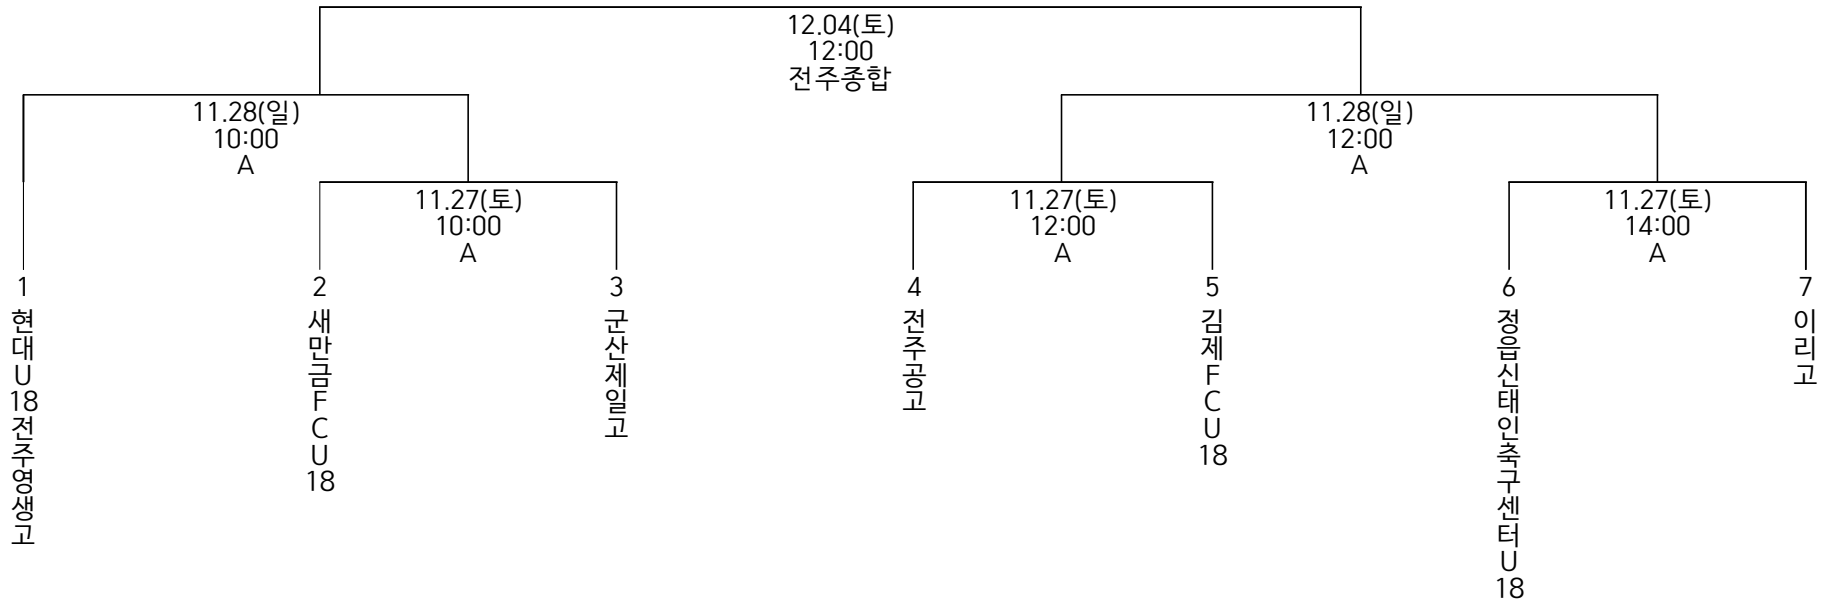 12.04(토)
12:00
전주종합
11.28(일)
10:00
A
11.28(일)
12:00
A
11.27(토)
10:00
A
11.27(토)
12:00
A
11.27(토)
14:00
A
1
현대U18전주영생고
2
새만금FCU18
3
군산제일고
4
전주공고
5
김제FCU18
6
정읍신태인축구센터U18
7
이리고